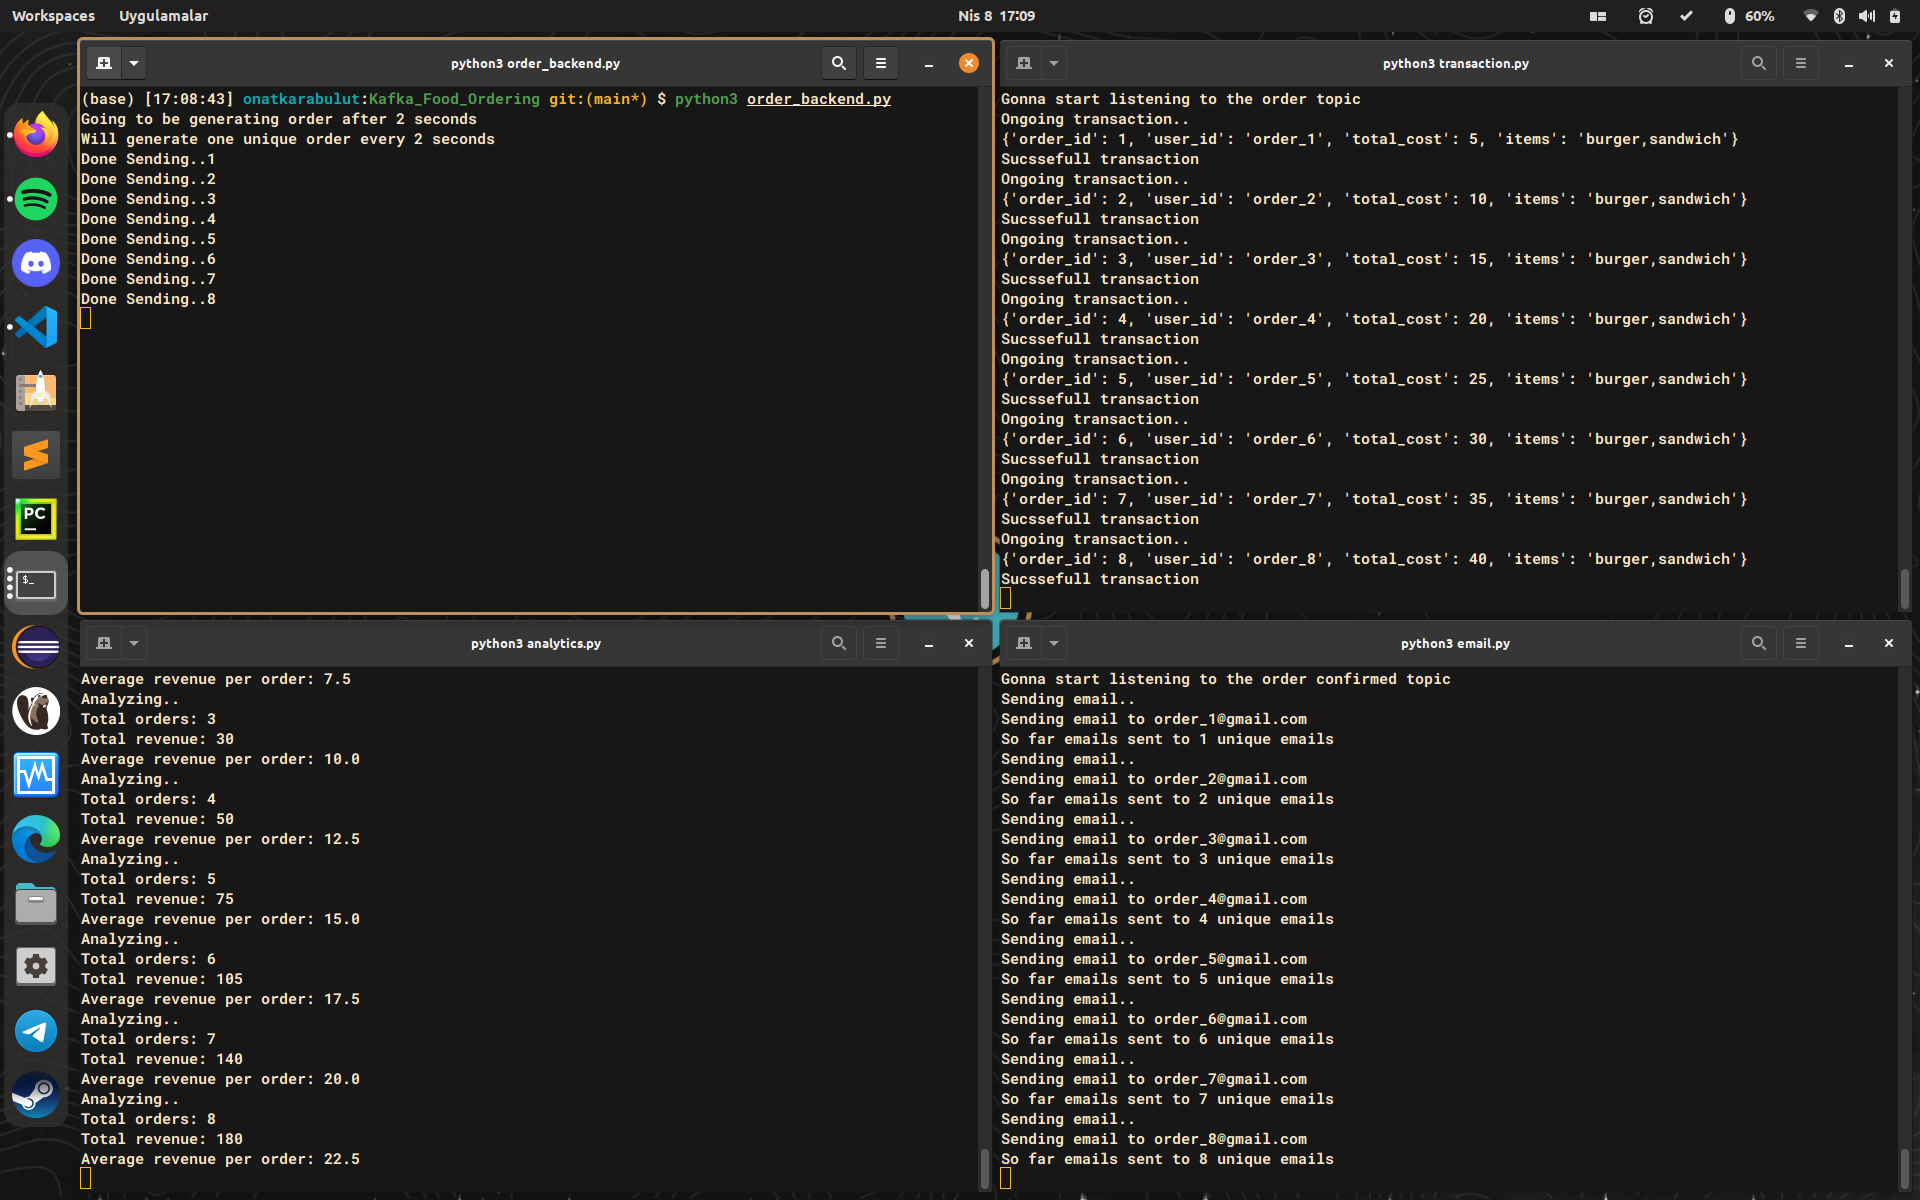 Workspaces Uygulamalar Nis 8 17:09 60%
python3 order_backend.py
(base) [17:08:43] onatkarabulut:Kafka_Food_Ordering git:(main*) $ python3 order_backend.py
Going to be generating order after 2 seconds
Will generate one unique order every 2 seconds
Done Sending..1
Done Sending..2
Done Sending..3
Done Sending..4
Done Sending..5
Done Sending..6
Done Sending..7
Done Sending..8
python3 transaction.py
Gonna start listening to the order topic
Ongoing transaction..
{'order_id': 1, 'user_id': 'order_1', 'total_cost': 5, 'items': 'burger,sandwich'}
Sucssefull transaction
Ongoing transaction..
{'order_id': 2, 'user_id': 'order_2', 'total_cost': 10, 'items': 'burger,sandwich'}
Sucssefull transaction
Ongoing transaction..
{'order_id': 3, 'user_id': 'order_3', 'total_cost': 15, 'items': 'burger,sandwich'}
Sucssefull transaction
Ongoing transaction..
{'order_id': 4, 'user_id': 'order_4', 'total_cost': 20, 'items': 'burger,sandwich'}
Sucssefull transaction
Ongoing transaction..
{'order_id': 5, 'user_id': 'order_5', 'total_cost': 25, 'items': 'burger,sandwich'}
Sucssefull transaction
Ongoing transaction..
{'order_id': 6, 'user_id': 'order_6', 'total_cost': 30, 'items': 'burger,sandwich'}
Sucssefull transaction
Ongoing transaction..
{'order_id': 7, 'user_id': 'order_7', 'total_cost': 35, 'items': 'burger,sandwich'}
Sucssefull transaction
Ongoing transaction..
{'order_id': 8, 'user_id': 'order_8', 'total_cost': 40, 'items': 'burger,sandwich'}
Sucssefull transaction
PC
$_
python3 analytics.py
Average revenue per order: 7.5
Analyzing..
Total orders: 3
Total revenue: 30
Average revenue per order: 10.0
Analyzing..
Total orders: 4
Total revenue: 50
Average revenue per order: 12.5
Analyzing..
Total orders: 5
Total revenue: 75
Average revenue per order: 15.0
Analyzing..
Total orders: 6
Total revenue: 105
Average revenue per order: 17.5
Analyzing..
Total orders: 7
Total revenue: 140
Average revenue per order: 20.0
Analyzing..
Total orders: 8
Total revenue: 180
Average revenue per order: 22.5
python3 email.py
Gonna start listening to the order confirmed topic
Sending email..
Sending email to order_1@gmail.com
So far emails sent to 1 unique emails
Sending email..
Sending email to order_2@gmail.com
So far emails sent to 2 unique emails
Sending email..
Sending email to order_3@gmail.com
So far emails sent to 3 unique emails
Sending email..
Sending email to order_4@gmail.com
So far emails sent to 4 unique emails
Sending email..
Sending email to order_5@gmail.com
So far emails sent to 5 unique emails
Sending email..
Sending email to order_6@gmail.com
So far emails sent to 6 unique emails
Sending email..
Sending email to order_7@gmail.com
So far emails sent to 7 unique emails
Sending email..
Sending email to order_8@gmail.com
So far emails sent to 8 unique emails